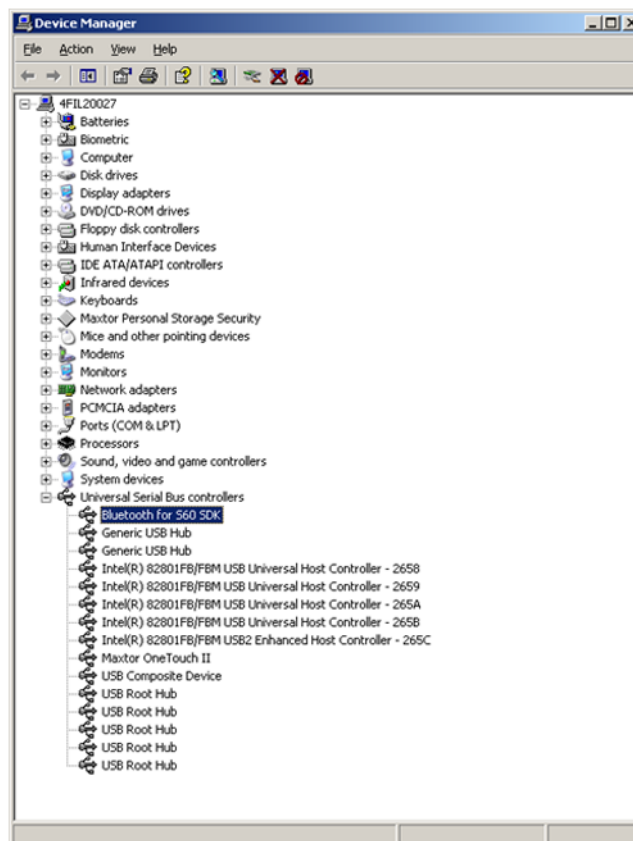 Device Manager
File Action View Help
4FIL20027
Batteries
Biometric
Computer
Disk drives
Display adapters
DVD/CD-ROM drives
Floppy disk controllers
Human Interface Devices
IDE ATA/ATAPI controllers
Infrared devices
Keyboards
Maxtor Personal Storage Security
Mice and other pointing devices
Modems
Monitors
Network adapters
PCMCIA adapters
Ports (COM & LPT)
Processors
Sound, video and game controllers
System devices
Universal Serial Bus controllers
Bluetooth for S60 SDK
Generic USB Hub
Generic USB Hub
Intel(R) 82801FB/FBM USB Universal Host Controller - 2658
Intel(R) 82801FB/FBM USB Universal Host Controller - 2659
Intel(R) 82801FB/FBM USB Universal Host Controller - 265A
Intel(R) 82801FB/FBM USB Universal Host Controller - 265B
Intel(R) 82801FB/FBM USB2 Enhanced Host Controller - 265C
Maxtor OneTouch II
USB Composite Device
USB Root Hub
USB Root Hub
USB Root Hub
USB Root Hub
USB Root Hub